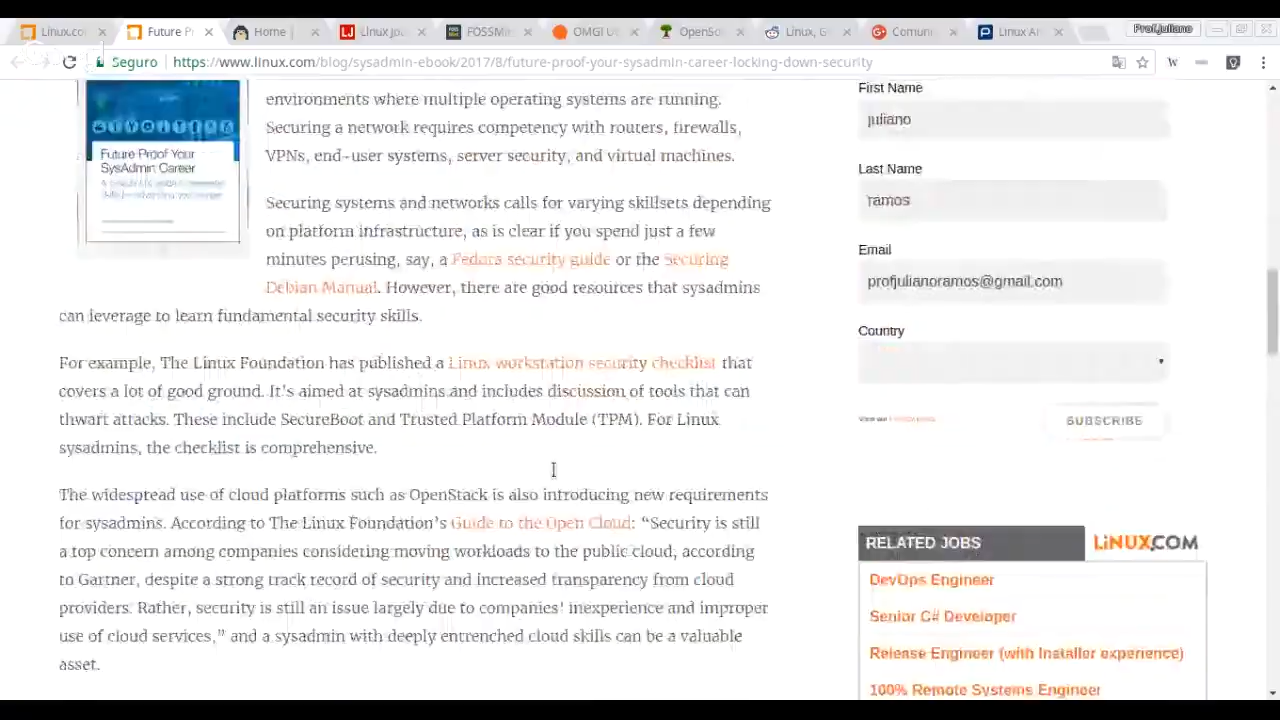 Linux.co
Future Pr
Home
Linux jou
FOSSMi
OMG! U
OpenSo
Linux, G
Comuni
Linux Ar
Prof.juliano
Seguro
https://www.linux.com/blog/sysadmin-ebook/2017/8/future-proof-your-sysadmin-career-locking-down-security
Future Proof Your
SysAdmin Career
environments where multiple operating systems are running.
Securing a network requires competency with routers, firewalls,
VPNs, end-user systems, server security, and virtual machines.
Securing systems and networks calls for varying skillsets depending
on platform infrastructure, as is clear if you spend just a few
minutes perusing, say, a Fedora security guide or the Securing
Debian Manual. However, there are good resources that sysadmins
can leverage to learn fundamental security skills.
For example, The Linux Foundation has published a Linux workstation security checklist that
covers a lot of good ground. It's aimed at sysadmins and includes discussion of tools that can
thwart attacks. These include SecureBoot and Trusted Platform Module (TPM). For Linux
sysadmins, the checklist is comprehensive.
The widespread use of cloud platforms such as OpenStack is also introducing new requirements
for sysadmins. According to The Linux Foundation’s Guide to the Open Cloud: “Security is still
a top concern among companies considering moving workloads to the public cloud, according
to Gartner, despite a strong track record of security and increased transparency from cloud
providers. Rather, security is still an issue largely due to companies’ inexperience and improper
use of cloud services,” and a sysadmin with deeply entrenched cloud skills can be a valuable
asset.
First Name
juliano
Last Name
ramos
Email
profjulianoramos@gmail.com
Country
SUBSCRIBE
RELATED JOBS
LiNUX.COM
DevOps Engineer
Senior C# Developer
Release Engineer (with Installer experience)
100% Remote Systems Engineer